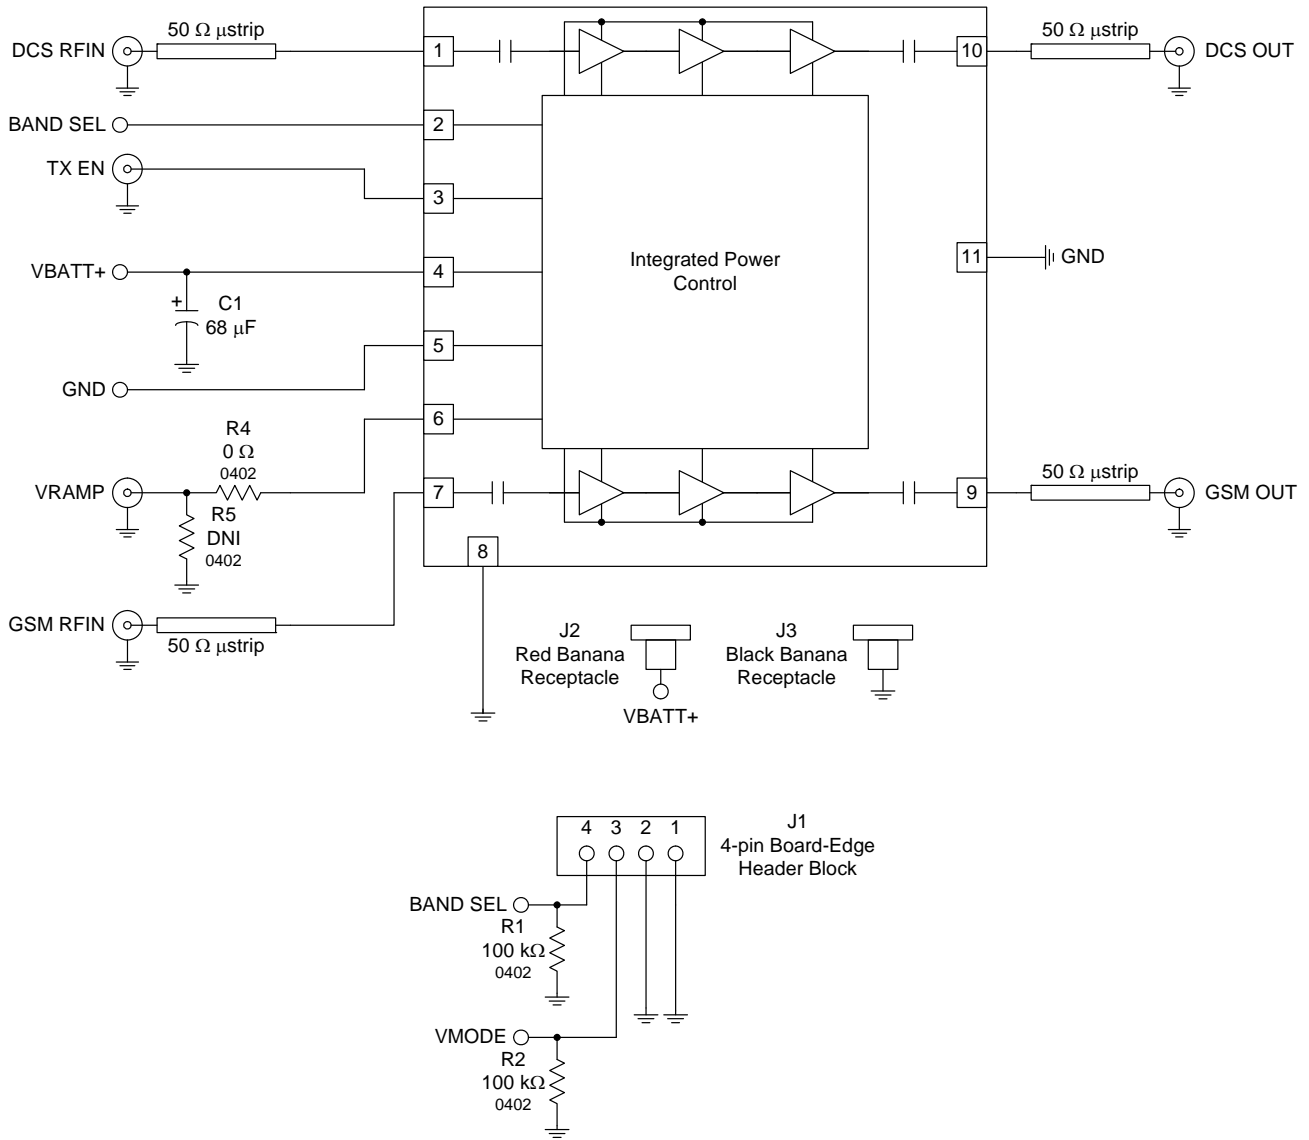 50 Ω µstrip
DCS RFIN
1
10
50 Ω µstrip
DCS OUT
BAND SEL
2
TX EN
3
VBATT+
4
Integrated Power
Control
11
GND
+
C1
68 µF
5
GND
6
R4
0 Ω
0402
VRAMP
7
R5
DNI
0402
9
50 Ω µstrip
GSM OUT
8
GSM RFIN
50 Ω µstrip
J2
Red Banana
Receptacle
VBATT+
J3
Black Banana
Receptacle
4 3 2 1
J1
4-pin Board-Edge
Header Block
BAND SEL
R1
100 kΩ
0402
VMODE
R2
100 kΩ
0402